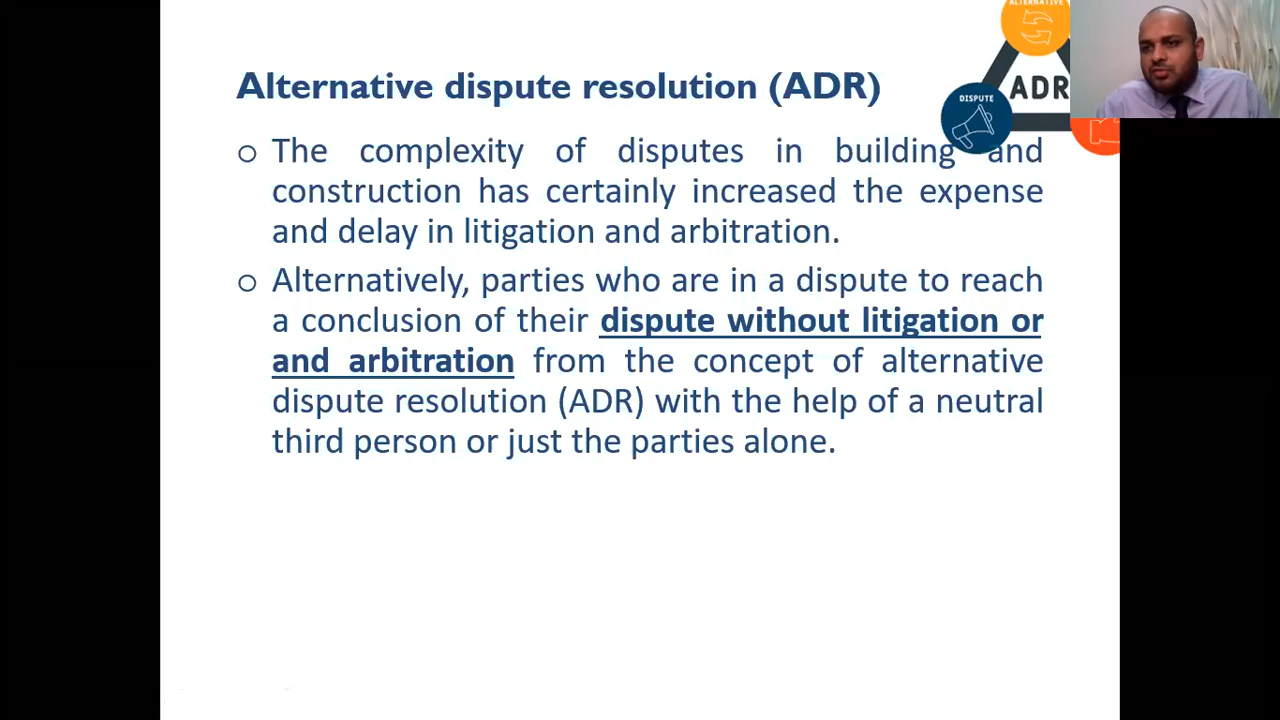 ALTERNATIVE
Alternative dispute resolution (ADR)
ADR
DISPUTE
o The complexity of disputes in building and
construction has certainly increased the expense
and delay in litigation and arbitration.
o Alternatively, parties who are in a dispute to reach
a conclusion of their dispute without litigation or
and arbitration from the concept of alternative
dispute resolution (ADR) with the help of a neutral
third person or just the parties alone.